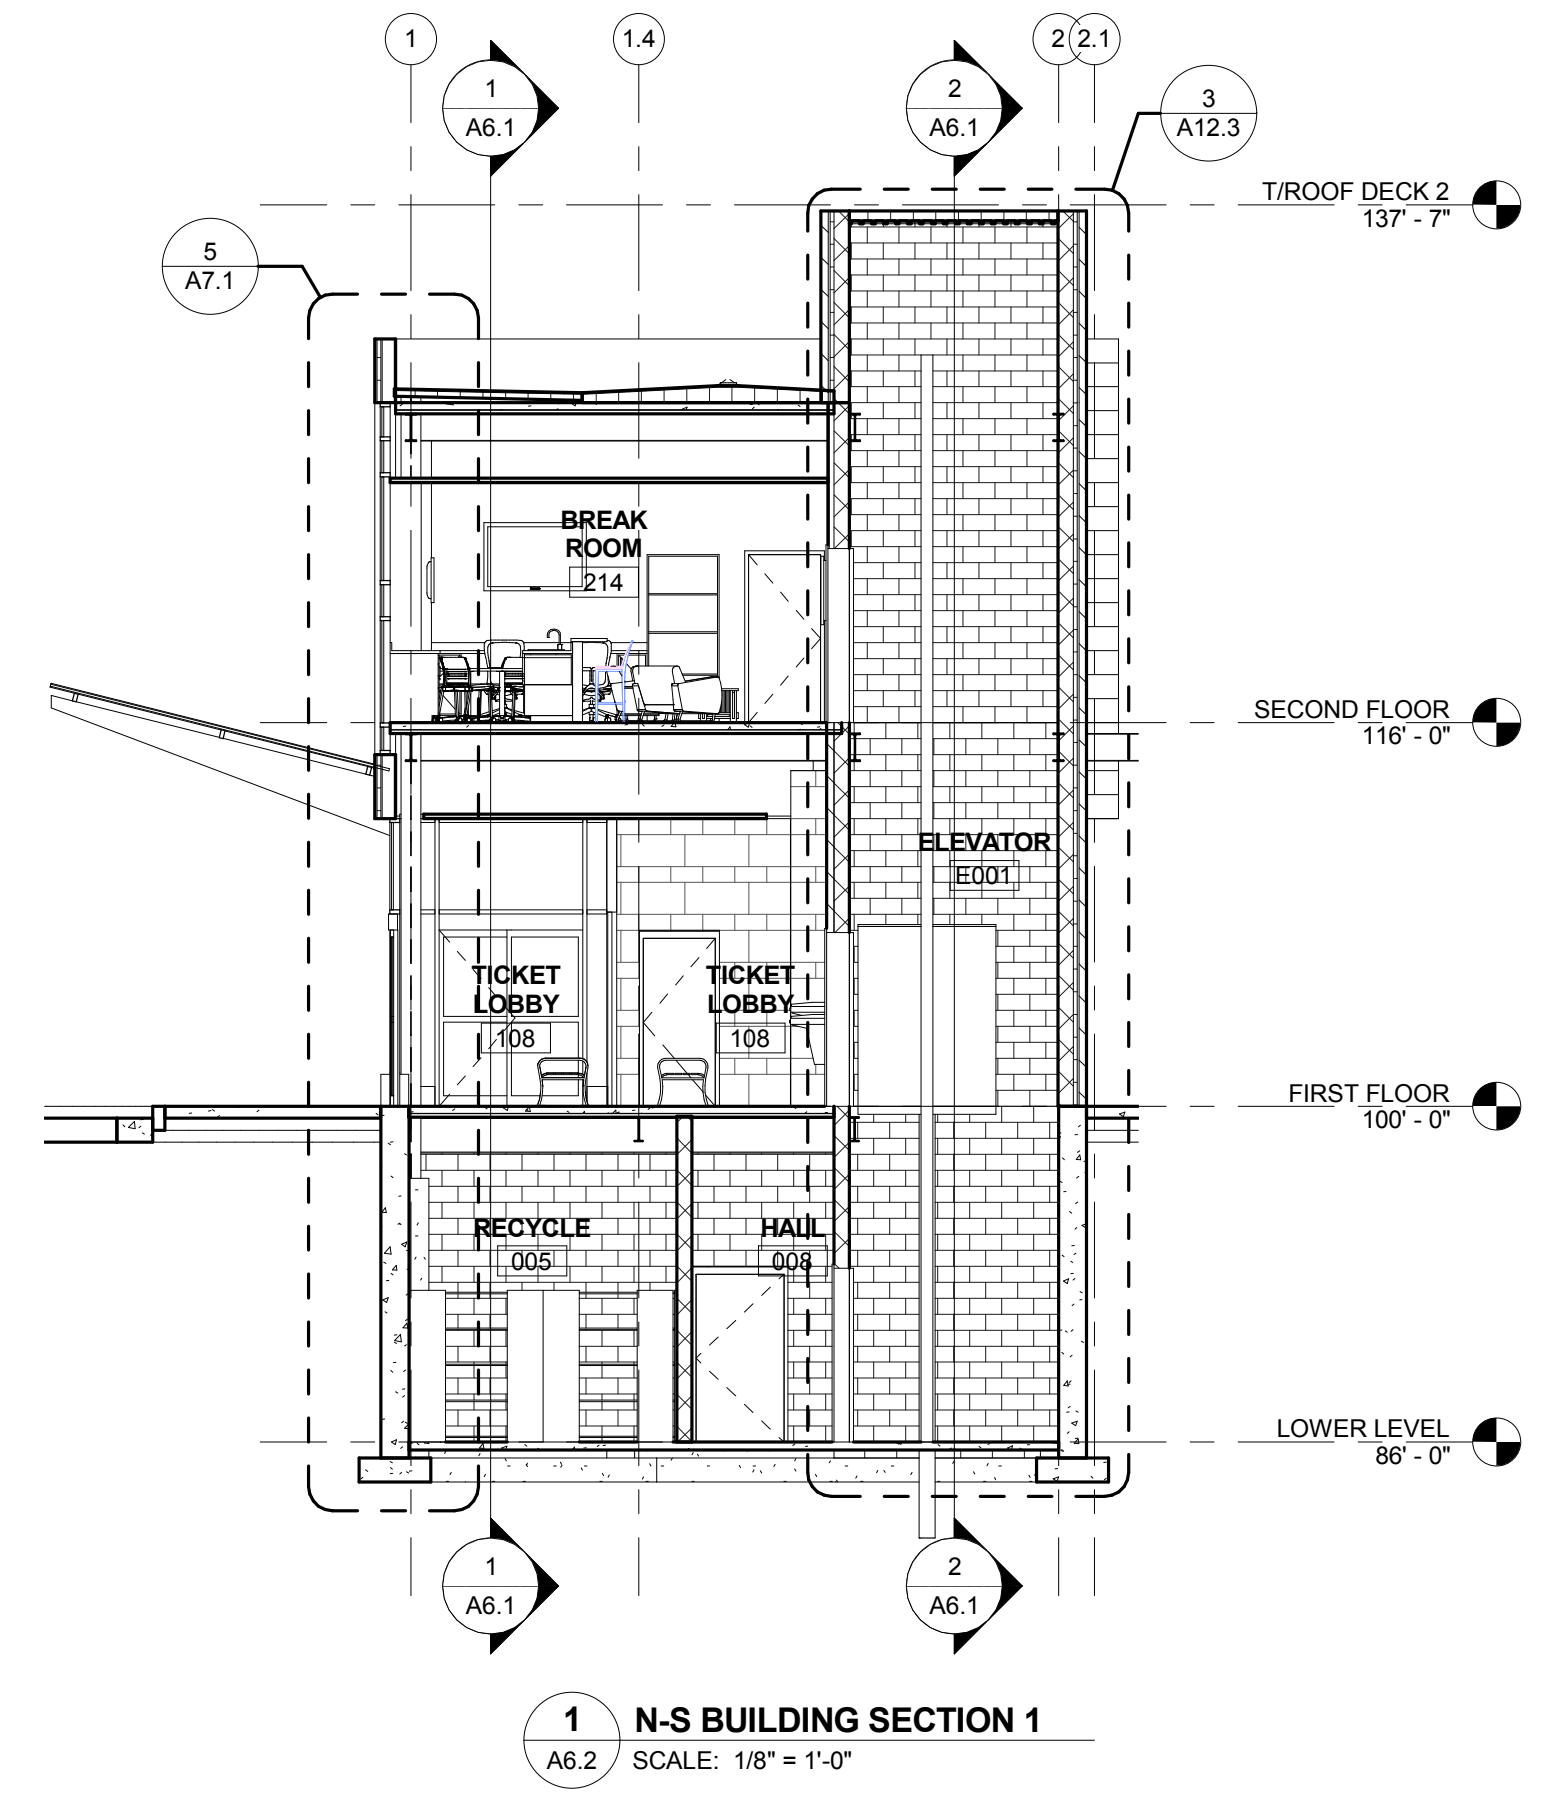 1
1.4
2
2.1
1
A6.1
2
A6.1
3
A12.3
T/ROOF DECK 2
137' - 7"
5
A7.1
BREAK
ROOM
214
SECOND FLOOR
116' - 0"
ELEVATOR
E001
TICKET
LOBBY
108
TICKET
LOBBY
108
FIRST FLOOR
100' - 0"
RECYCLE
005
HALL
008
LOWER LEVEL
86' - 0"
1
A6.1
2
A6.1
1
A6.2
N-S BUILDING SECTION 1
SCALE: 1/8" = 1'-0"